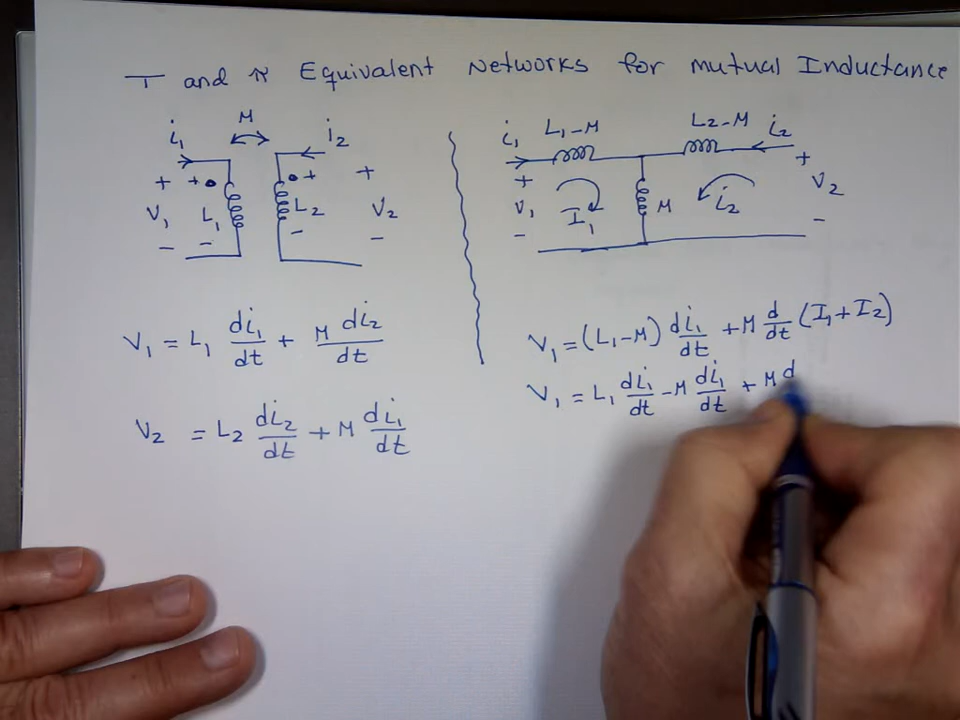 T and π Equivalent Networks for Mutual Inductance
i₁ M i₂
+ + • • + +
V₁ L₁ L₂ V₂
− − − −
i₁ L₁−M L₂−M i₂
+ +
V₁ I₁ M i₂ V₂
− −
V₁ = L₁ di₁/dt + M di₂/dt
V₂ = L₂ di₂/dt + M di₁/dt
V₁ = (L₁−M) di₁/dt + M d/dt (I₁+I₂)
V₁ = L₁ di₁/dt − M di₁/dt + M d